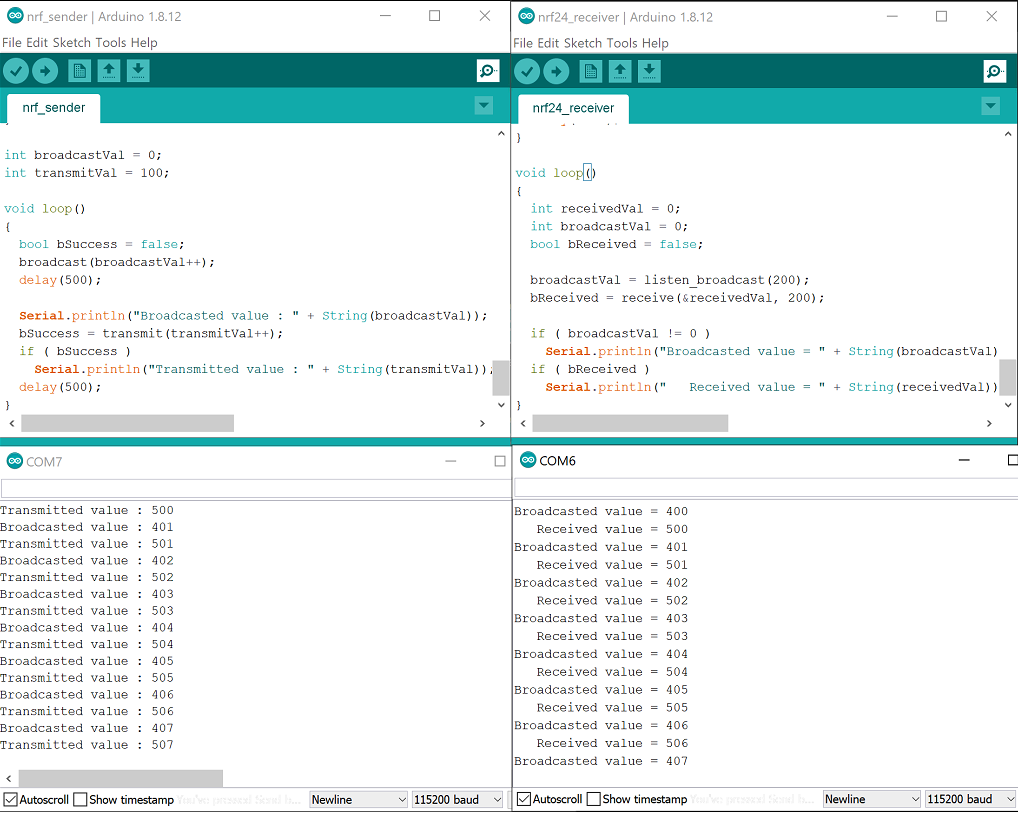 nrf_sender | Arduino 1.8.12
File Edit Sketch Tools Help
nrf_sender
int broadcastVal = 0;
int transmitVal = 100;
void loop()
{
bool bSuccess = false;
broadcast(broadcastVal++);
delay(500);
Serial.println("Broadcasted value : " + String(broadcastVal));
bSuccess = transmit(transmitVal++);
if ( bSuccess )
Serial.println("Transmitted value : " + String(transmitVal));
delay(500);
}
nrf24_receiver | Arduino 1.8.12
File Edit Sketch Tools Help
nrf24_receiver
}
void loop()
{
int receivedVal = 0;
int broadcastVal = 0;
bool bReceived = false;
broadcastVal = listen_broadcast(200);
bReceived = receive(&receivedVal, 200);
if ( broadcastVal != 0 )
Serial.println("Broadcasted value = " + String(broadcastVal)
if ( bReceived )
Serial.println("   Received value = " + String(receivedVal))
}
COM7
Transmitted value : 500
Broadcasted value : 401
Transmitted value : 501
Broadcasted value : 402
Transmitted value : 502
Broadcasted value : 403
Transmitted value : 503
Broadcasted value : 404
Transmitted value : 504
Broadcasted value : 405
Transmitted value : 505
Broadcasted value : 406
Transmitted value : 506
Broadcasted value : 407
Transmitted value : 507
Autoscroll Show timestamp Newline 115200 baud
COM6
Broadcasted value = 400
Received value = 500
Broadcasted value = 401
Received value = 501
Broadcasted value = 402
Received value = 502
Broadcasted value = 403
Received value = 503
Broadcasted value = 404
Received value = 504
Broadcasted value = 405
Received value = 505
Broadcasted value = 406
Received value = 506
Broadcasted value = 407
Autoscroll Show timestamp Newline 115200 baud